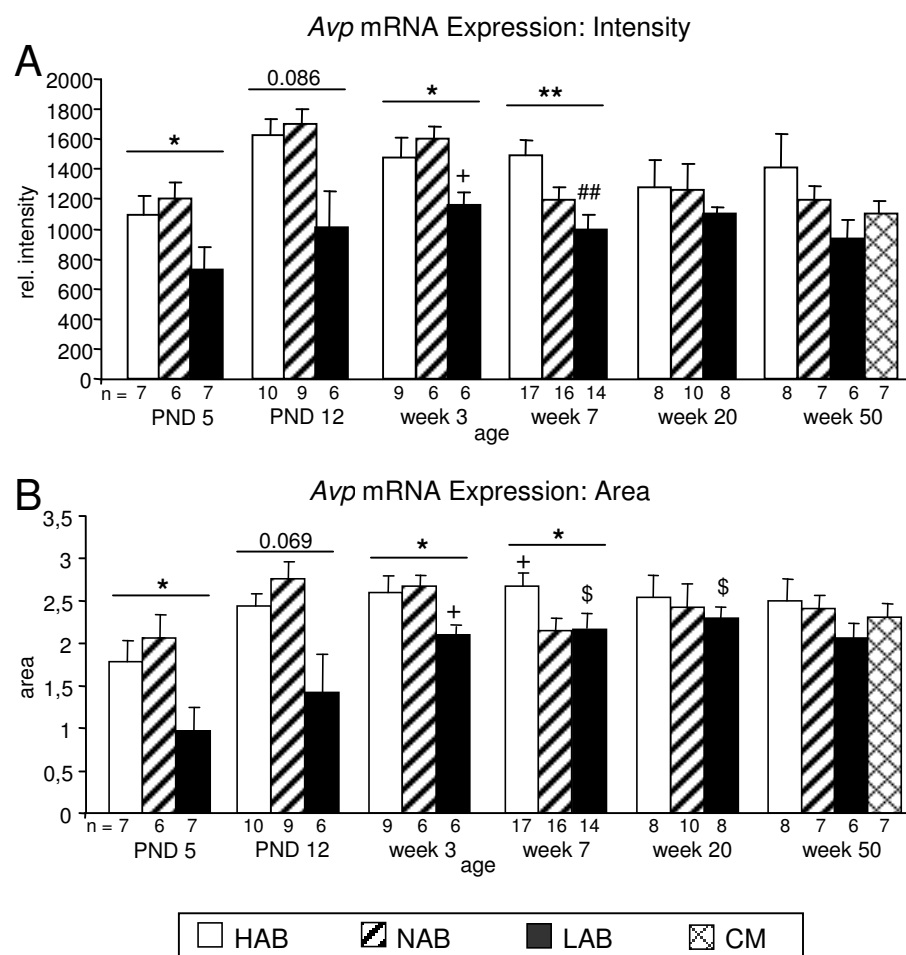 Avp mRNA Expression: Intensity
A
rel. intensity
2000
1800
1600
1400
1200
1000
800
600
400
200
0
*
0.086
*
+
**
##
n = 7 6 7 10 9 6 9 6 6 17 16 14 8 10 8 8 7 6 7
PND 5 PND 12 week 3 week 7 week 20 week 50
age
B
Avp mRNA Expression: Area
area
3,5
3
2,5
2
1,5
1
0,5
0
*
0.069
*
+
*
+
$
$
n = 7 6 7 10 9 6 9 6 6 17 16 14 8 10 8 8 7 6 7
PND 5 PND 12 week 3 week 7 week 20 week 50
age
HAB NAB LAB CM